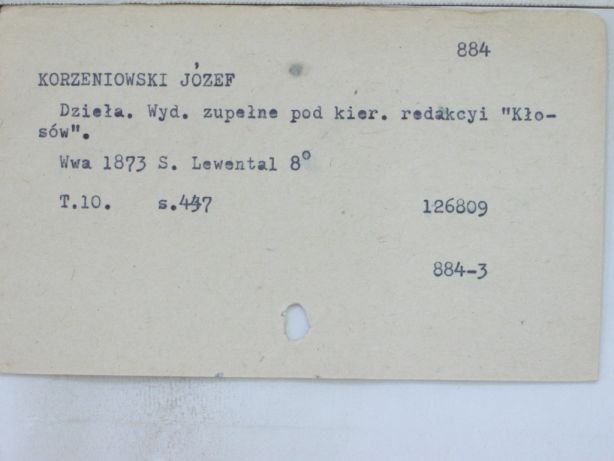 884
KORZENIOWSKI JÓZEF
Dzieła. Wyd. zupełne pod kier. redakcyi "Kło-
sów".
Wwa 1873 S. Lewental 8°
T.10. s.447 126809
884-3